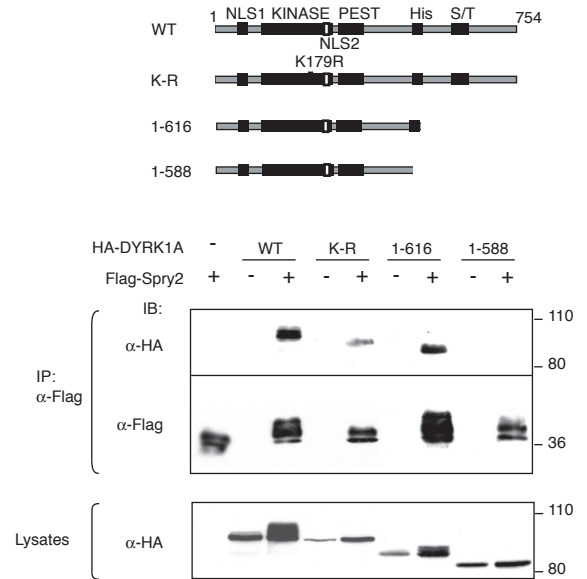 1 NLS1 KINASE PEST His S/T 754
WT
NLS2
K179R
K-R
1-616
1-588
HA-DYRK1A - WT K-R 1-616 1-588
Flag-Spry2 + - + - + - + - +
IB:
110
α-HA
80
IP:
α-Flag
α-Flag
36
110
Lysates α-HA
80